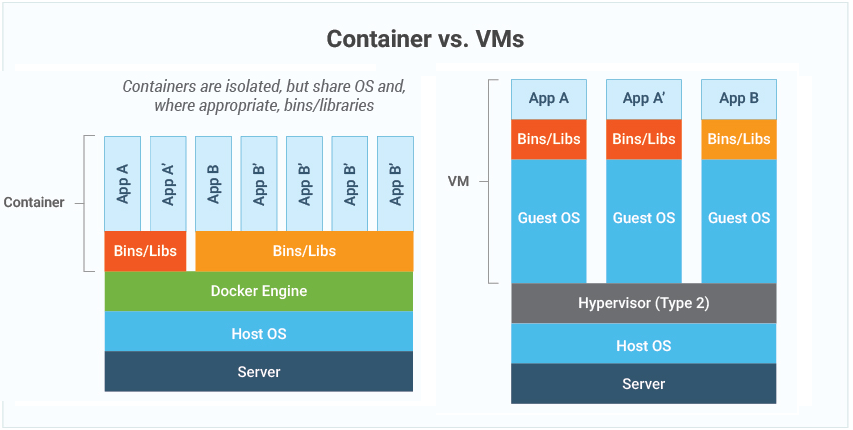 Container vs. VMs
Containers are isolated, but share OS and,
where appropriate, bins/libraries
Container
App A
App A’
App B
App B’
App B’
App B’
App B’
Bins/Libs
Bins/Libs
Docker Engine
Host OS
Server
VM
App A
App A’
App B
Bins/Libs
Bins/Libs
Bins/Libs
Guest OS
Guest OS
Guest OS
Hypervisor (Type 2)
Host OS
Server